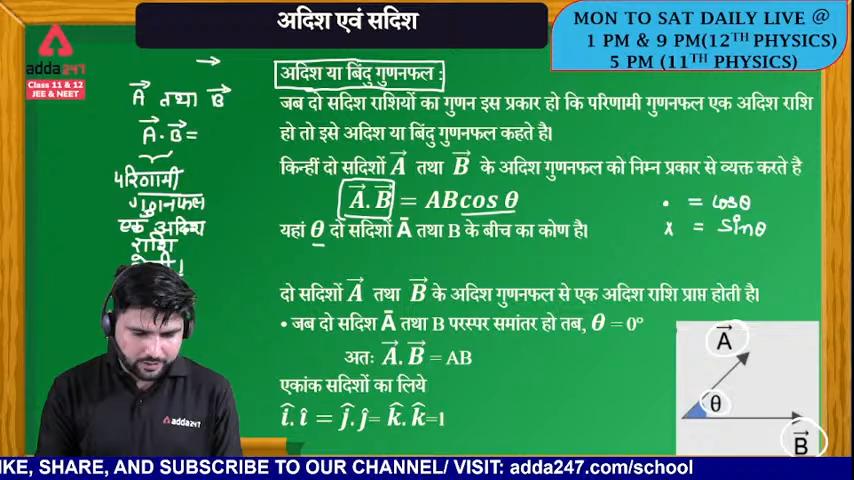 अदिश एवं सदिश
MON TO SAT DAILY LIVE @
1 PM & 9 PM(12TH PHYSICS)
5 PM (11TH PHYSICS)
adda247
Class 11 & 12
JEE & NEET
A⃗ तथा B⃗
A⃗·B⃗=
परिणामी
गुणनफल
एक अदिश
राशि
अदिश या बिंदु गुणनफल :
जब दो सदिश राशियों का गुणन इस प्रकार हो कि परिणामी गुणनफल एक अदिश राशि
हो तो इसे अदिश या बिंदु गुणनफल कहते है।
किन्हीं दो सदिशों A⃗ तथा B⃗ के अदिश गुणनफल को निम्न प्रकार से व्यक्त करते है
A⃗.B⃗ = AB cos θ
यहां θ दो सदिशों Ā तथा B के बीच का कोण है।
• = cosθ
x = sinθ
दो सदिशों A⃗ तथा B⃗ के अदिश गुणनफल से एक अदिश राशि प्राप्त होती है।
• जब दो सदिश Ā तथा B परस्पर समांतर हो तब, θ = 0°
अतः A⃗.B⃗ = AB
एकांक सदिशों का लिये
î.î = ĵ.ĵ= k̂.k̂=1
A⃗
θ
B⃗
adda247
IKE, SHARE, AND SUBSCRIBE TO OUR CHANNEL/ VISIT: adda247.com/school